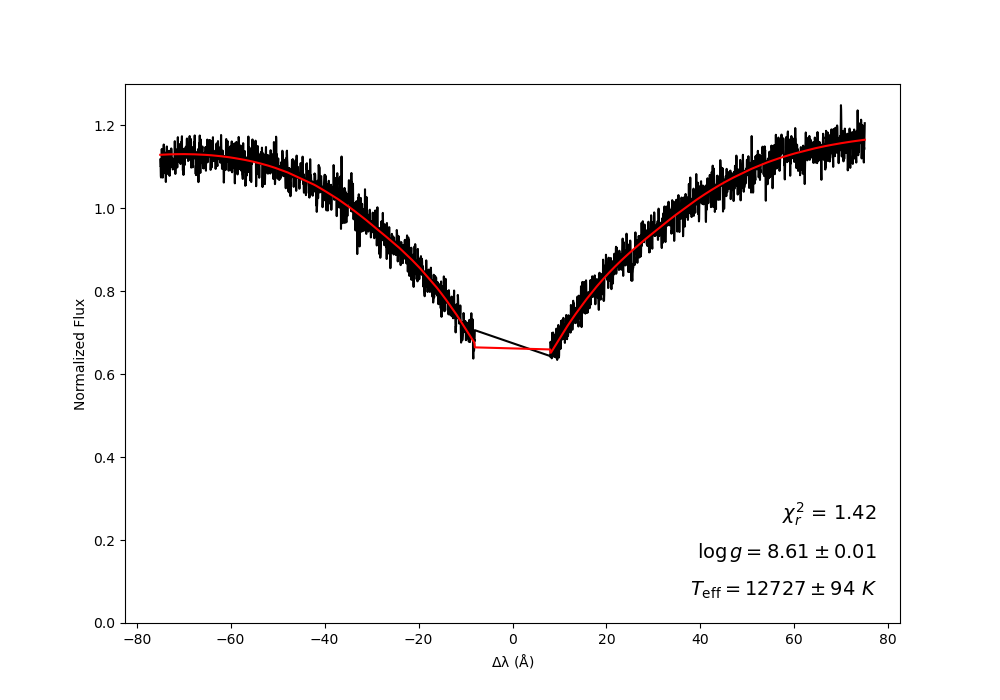 1.2
1.0
0.8
0.6
0.4
0.2
0.0
Normalized Flux
χ²ᵣ = 1.42
log g = 8.61 ± 0.01
T_eff = 12727 ± 94 K
−80 −60 −40 −20 0 20 40 60 80
Δλ (Å)